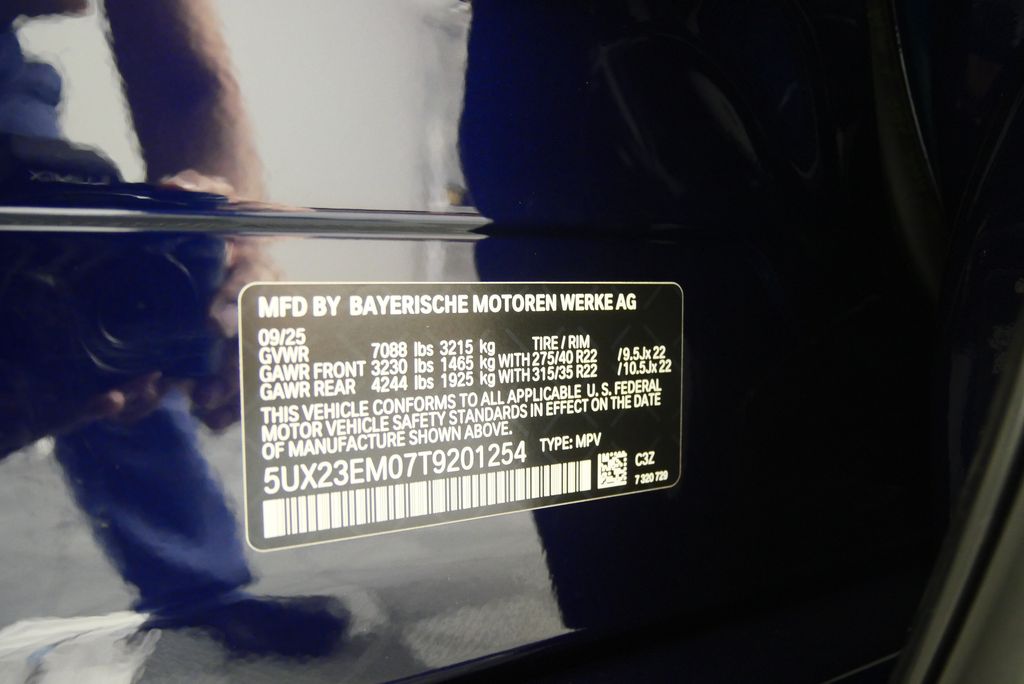 MFD BY BAYERISCHE MOTOREN WERKE AG
09/25
GVWR 7088 lbs 3215 kg TIRE / RIM
GAWR FRONT 3230 lbs 1465 kg WITH 275/40 R22 /9.5Jx22
GAWR REAR 4244 lbs 1925 kg WITH 315/35 R22 /10.5Jx22
THIS VEHICLE CONFORMS TO ALL APPLICABLE U.S. FEDERAL
MOTOR VEHICLE SAFETY STANDARDS IN EFFECT ON THE DATE
OF MANUFACTURE SHOWN ABOVE.
5UX23EM07T9201254 TYPE: MPV
C3Z
7 320 729